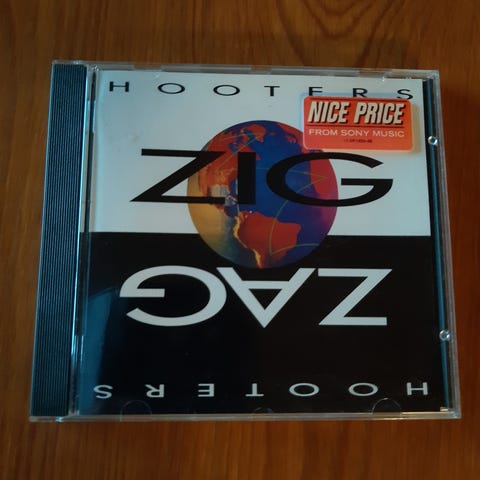 HOOTERS
NICE PRICE
FROM SONY MUSIC
ZIG
ZAG
HOOTERS